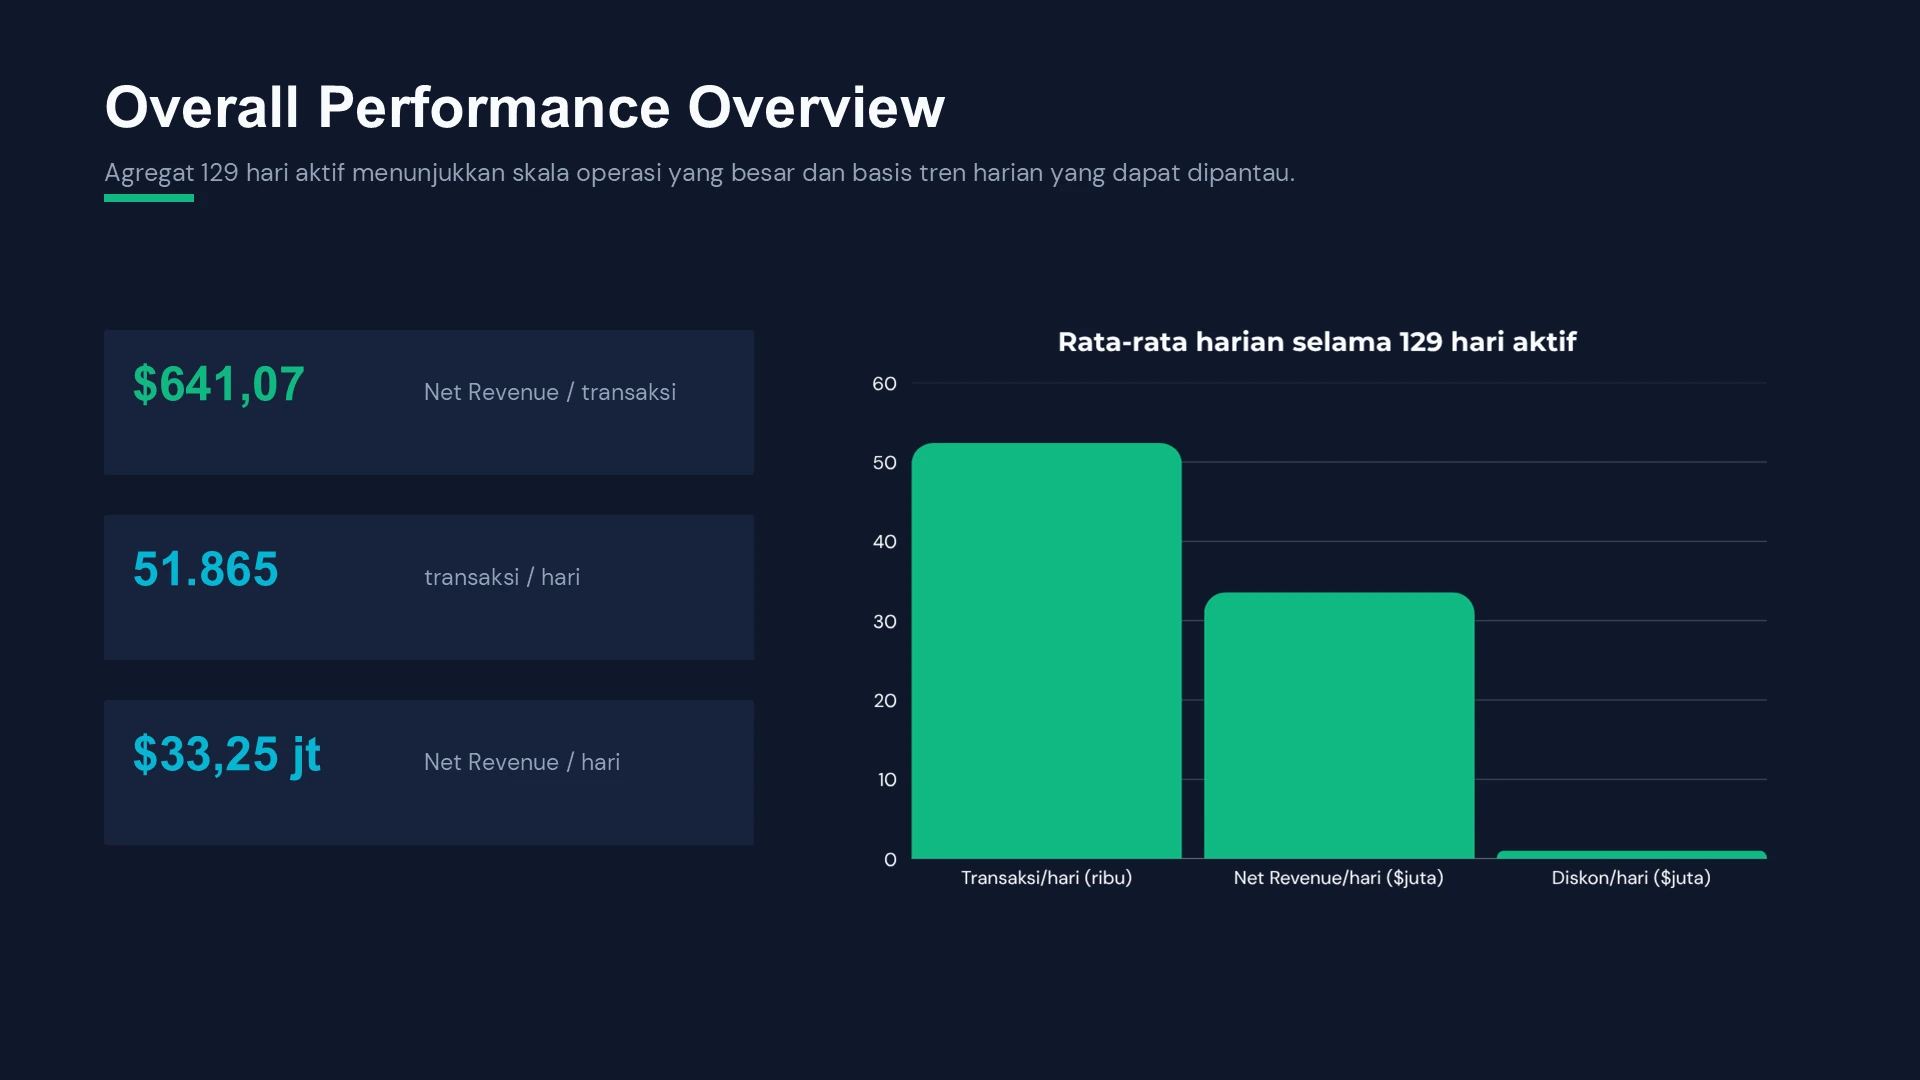 Overall Performance Overview
Agregat 129 hari aktif menunjukkan skala operasi yang besar dan basis tren harian yang dapat dipantau.
$641,07
Net Revenue / transaksi
51.865
transaksi / hari
$33,25 jt
Net Revenue / hari
Rata-rata harian selama 129 hari aktif
60
50
40
30
20
10
0
Transaksi/hari (ribu)
Net Revenue/hari ($juta)
Diskon/hari ($juta)